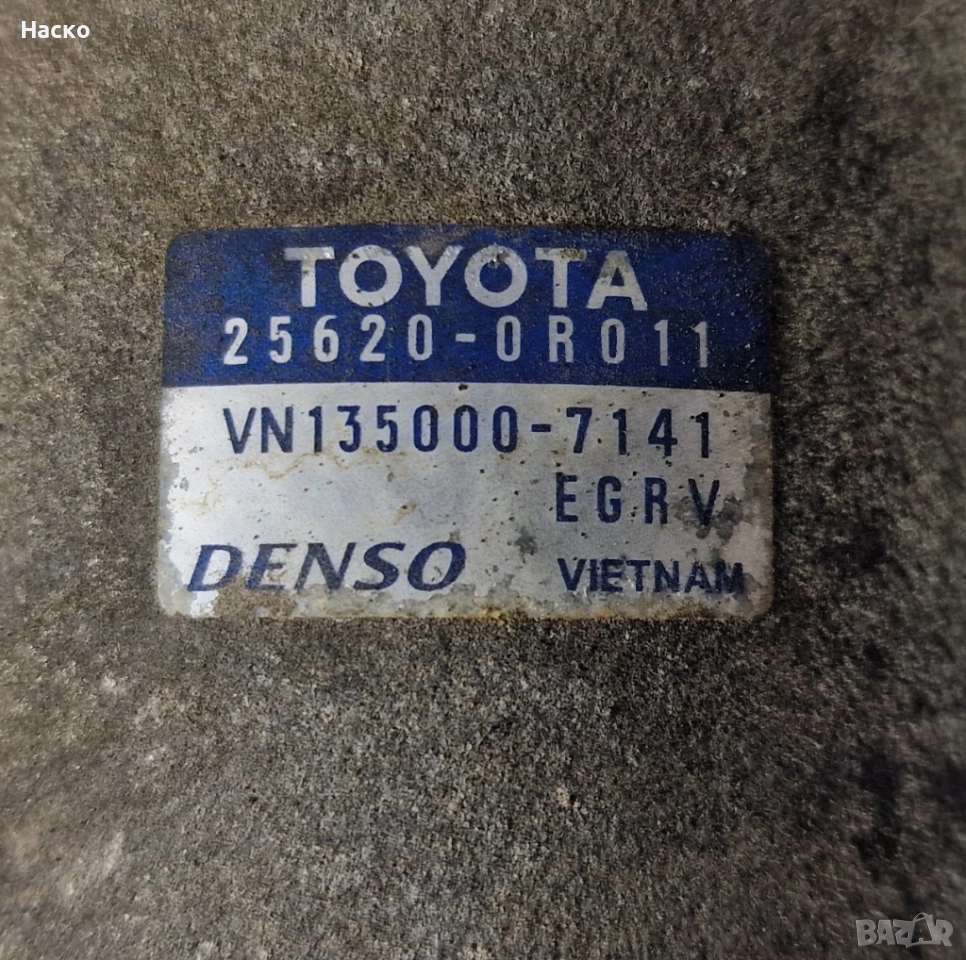 Наско
TOYOTA
25620-0R011
VN135000-7141
EGRV
DENSO VIETNAM
BAZAR